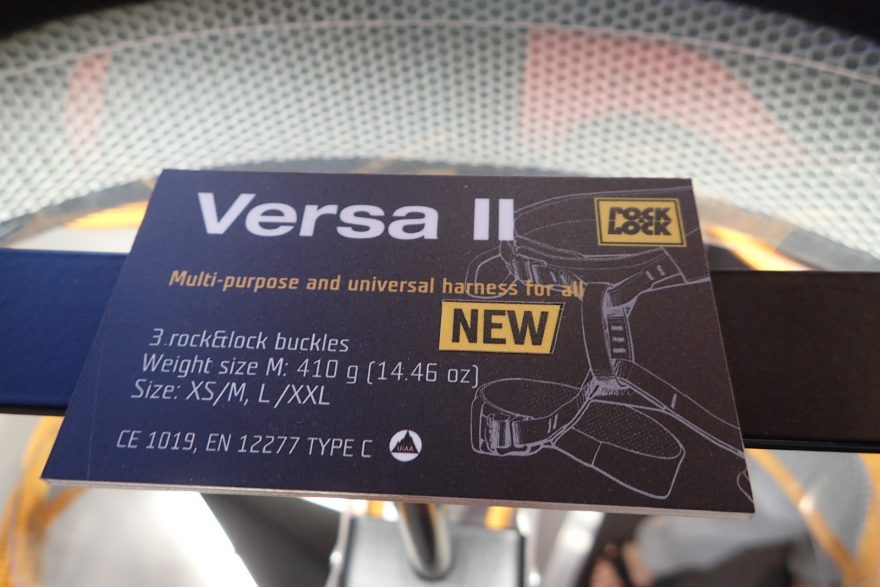 Versa II
rock
&LOCK
Multi-purpose and universal harness for all
NEW
3 rock&lock buckles
Weight size M: 410 g (14.46 oz)
Size: XS/M, L /XXL
CE 1019, EN 12277 TYPE C
UIAA